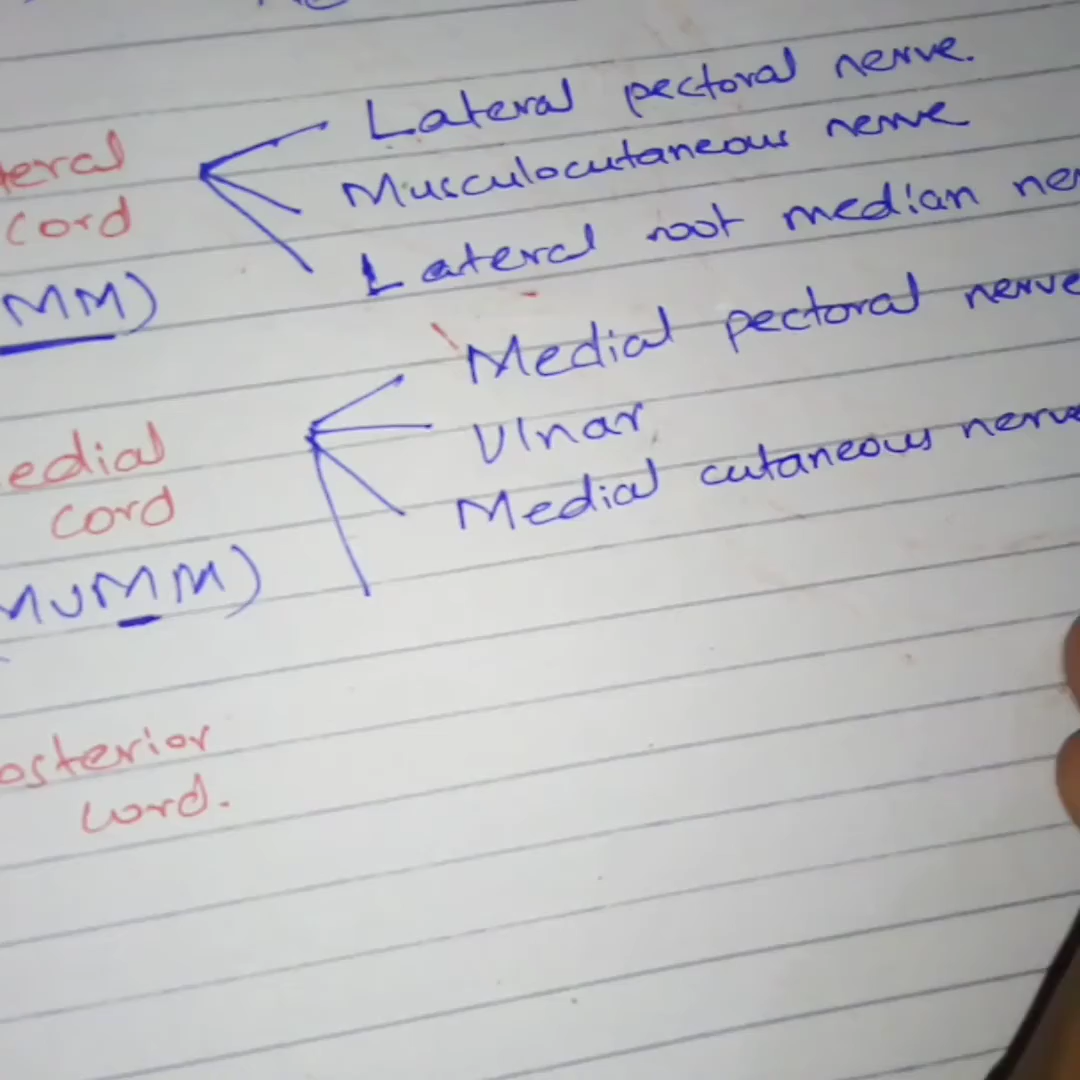 teral
cord
Lateral pectoral nerve.
Musculocutaneous nerve
Lateral root median ne
MM)
edial
cord
Medial pectoral nerve
Ulnar
Medial cutaneous nerve
MUMM)
osterior
cord.